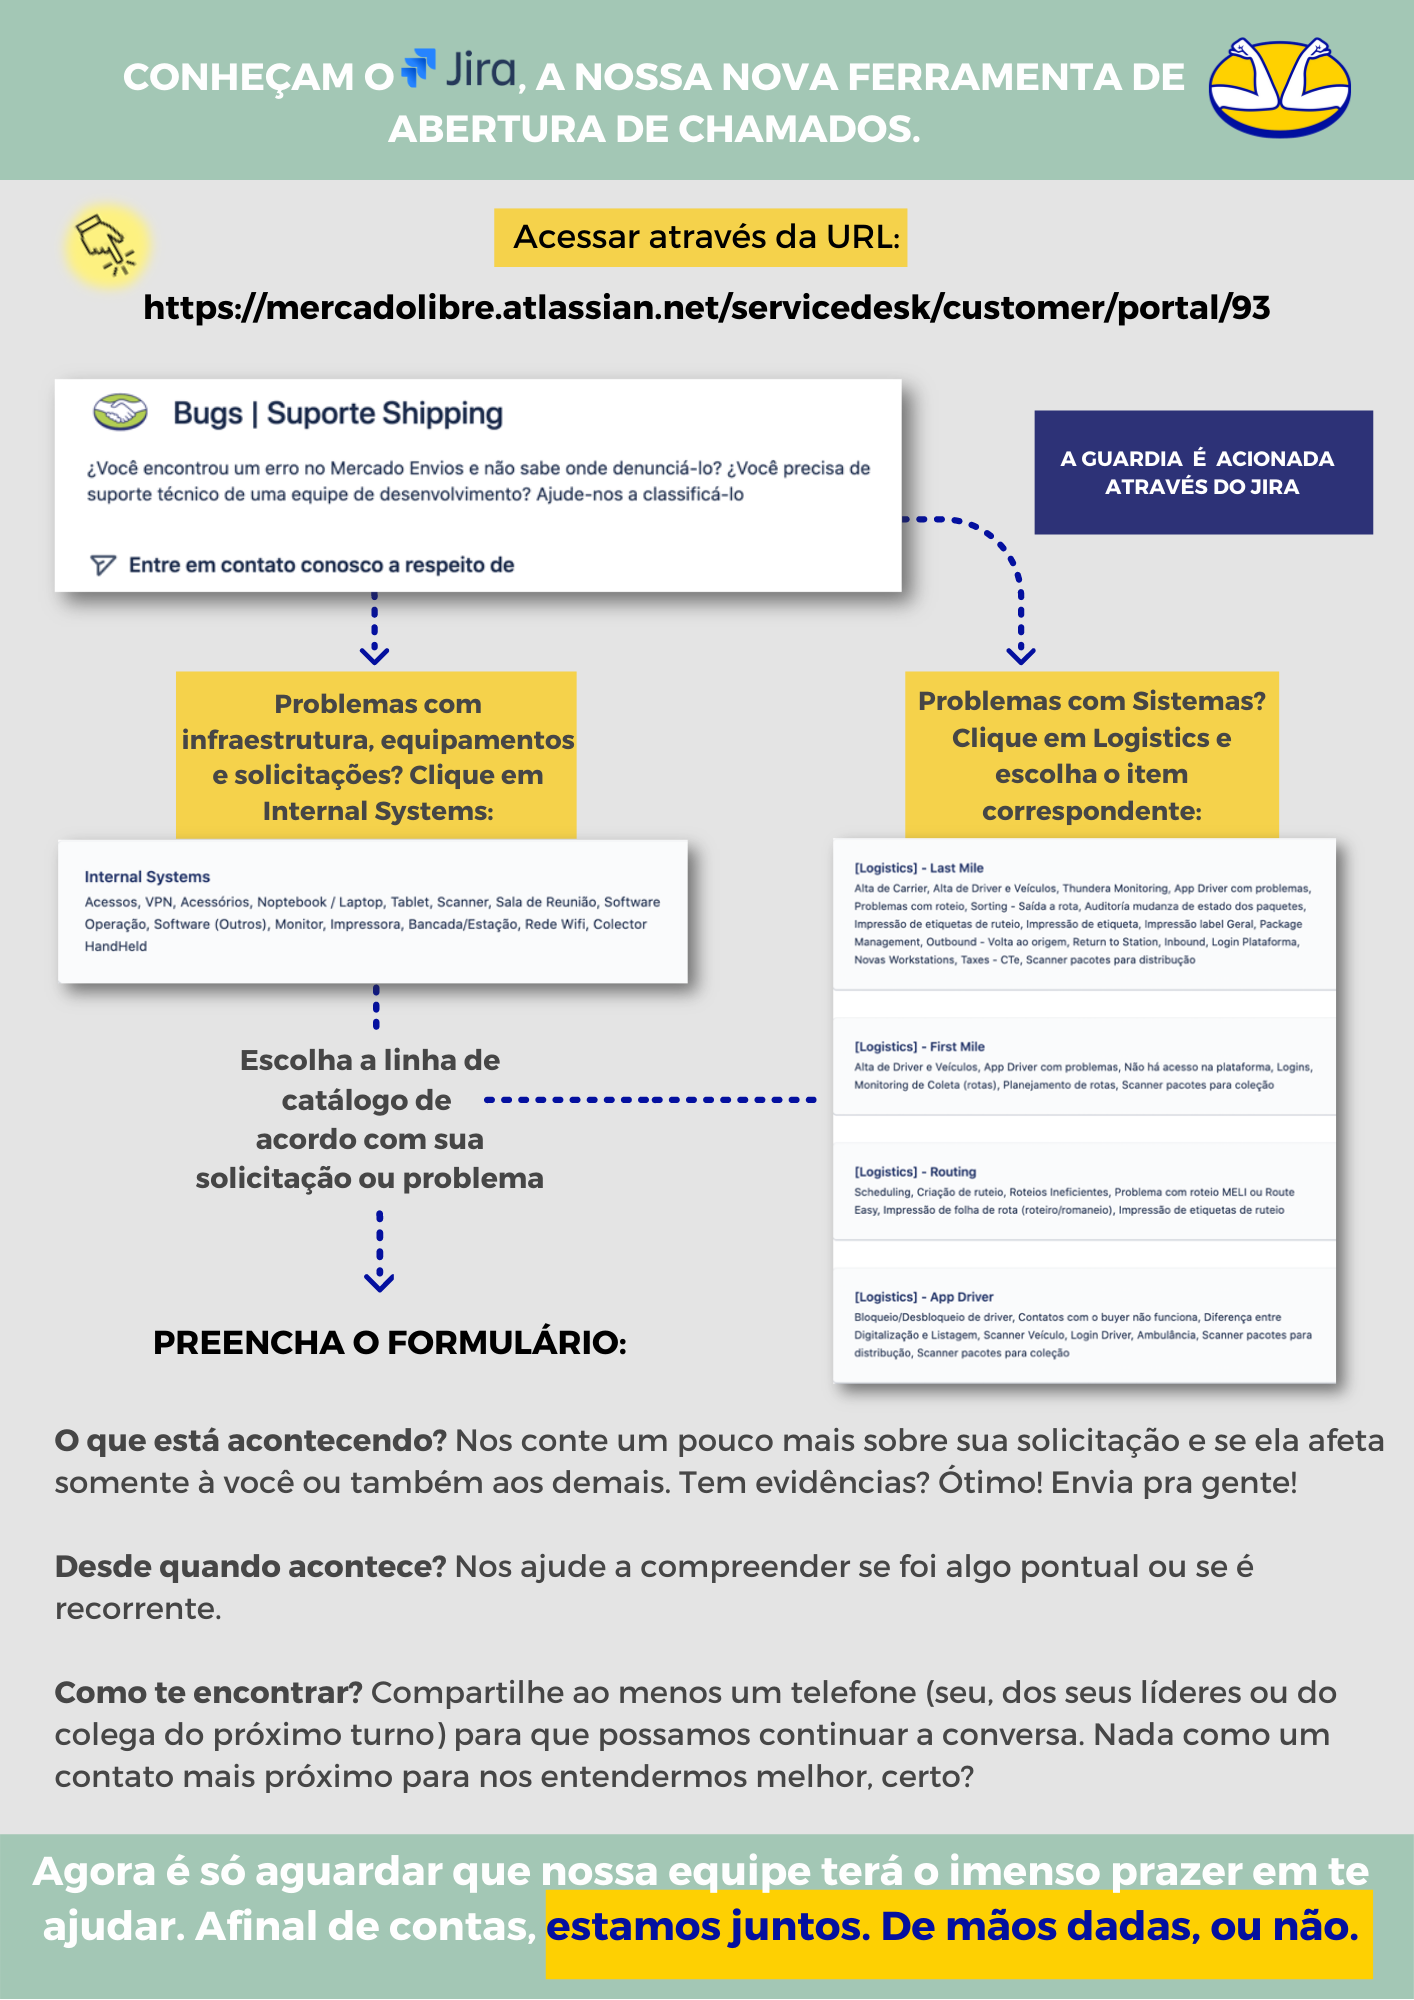 CONHEÇAM O Jira, A NOSSA NOVA FERRAMENTA DE
ABERTURA DE CHAMADOS.
Acessar através da URL:
https://mercadolibre.atlassian.net/servicedesk/customer/portal/93
Bugs | Suporte Shipping
¿Você encontrou um erro no Mercado Envios e não sabe onde denunciá-lo? ¿Você precisa de
suporte técnico de uma equipe de desenvolvimento? Ajude-nos a classificá-lo
Entre em contato conosco a respeito de
A GUARDIA É ACIONADA
ATRAVÉS DO JIRA
Problemas com
infraestrutura, equipamentos
e solicitações? Clique em
Internal Systems:
Internal Systems
Acessos, VPN, Acessórios, Noptebook / Laptop, Tablet, Scanner, Sala de Reunião, Software
Operação, Software (Outros), Monitor, Impressora, Bancada/Estação, Rede Wifi, Colector
HandHeld
Problemas com Sistemas?
Clique em Logistics e
escolha o item
correspondente:
[Logistics] - Last Mile
Alta de Carrier, Alta de Driver e Veículos, Thundera Monitoring, App Driver com problemas,
Problemas com roteio, Sorting - Saída a rota, Auditoría mudanza de estado dos paquetes,
Impressão de etiquetas de ruteio, Impressão de etiqueta, Impressão label Geral, Package
Management, Outbound - Volta ao origem, Return to Station, Inbound, Login Plataforma,
Novas Workstations, Taxes - CTe, Scanner pacotes para distribução
[Logistics] - First Mile
Alta de Driver e Veículos, App Driver com problemas, Não há acesso na plataforma, Logins,
Monitoring de Coleta (rotas), Planejamento de rotas, Scanner pacotes para coleção
[Logistics] - Routing
Scheduling, Criação de ruteio, Roteios Ineficientes, Problema com roteio MELI ou Route
Easy, Impressão de folha de rota (roteiro/romaneio), Impressão de etiquetas de ruteio
[Logistics] - App Driver
Bloqueio/Desbloqueio de driver, Contatos com o buyer não funciona, Diferença entre
Digitalização e Listagem, Scanner Veículo, Login Driver, Ambulância, Scanner pacotes para
distribução, Scanner pacotes para coleção
Escolha a linha de
catálogo de
acordo com sua
solicitação ou problema
PREENCHA O FORMULÁRIO:
O que está acontecendo? Nos conte um pouco mais sobre sua solicitação e se ela afeta
somente à você ou também aos demais. Tem evidências? Ótimo! Envia pra gente!
Desde quando acontece? Nos ajude a compreender se foi algo pontual ou se é
recorrente.
Como te encontrar? Compartilhe ao menos um telefone (seu, dos seus líderes ou do
colega do próximo turno) para que possamos continuar a conversa. Nada como um
contato mais próximo para nos entendermos melhor, certo?
Agora é só aguardar que nossa equipe terá o imenso prazer em te
ajudar. Afinal de contas, estamos juntos. De mãos dadas, ou não.